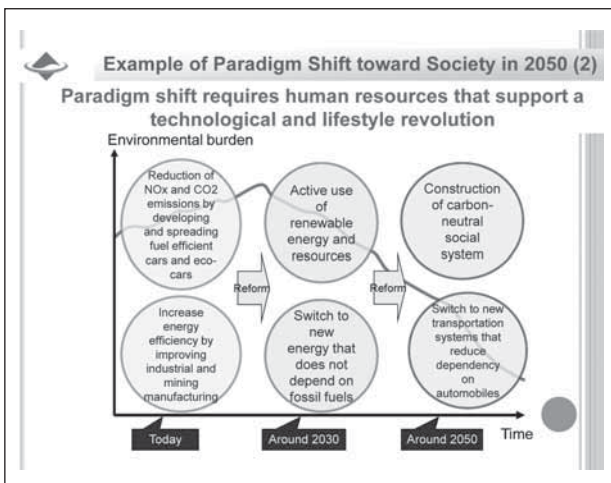 Example of Paradigm Shift toward Society in 2050 (2)
Paradigm shift requires human resources that support a
technological and lifestyle revolution
Environmental burden
Reduction of
NOx and CO2
emissions by
developing
and spreading
fuel efficient
cars and eco-
cars
Active use
of
renewable
energy and
resources
Construction
of carbon-
neutral
social
system
Reform
Reform
Increase
energy
efficiency by
improving
industrial and
mining
manufacturing
Switch to
new
energy that
does not
depend on
fossil fuels
Switch to new
transportation
systems that
reduce
dependency
on
automobiles
Time
Today
Around 2030
Around 2050